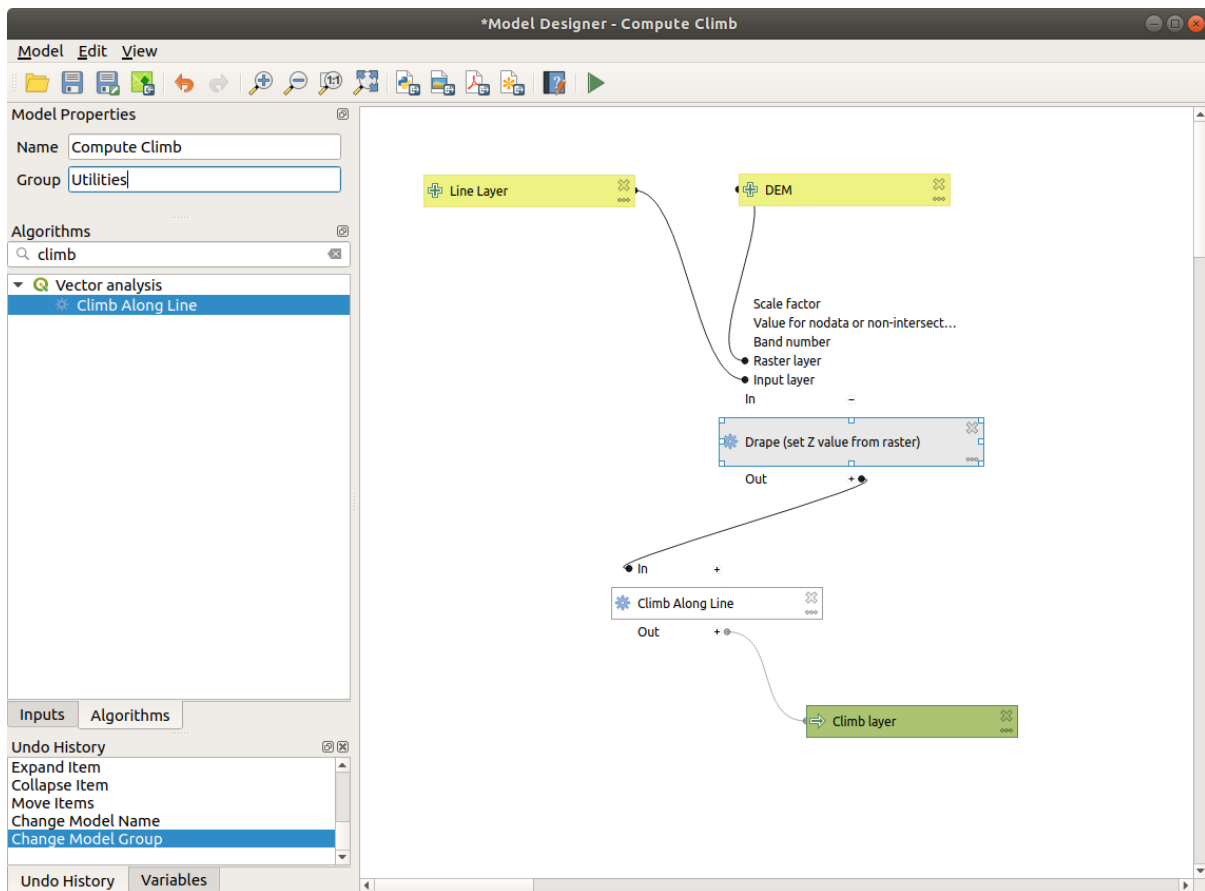 *Model Designer - Compute Climb
Model Edit View
1:1
Model Properties
Name Compute Climb
Group Utilities
Algorithms
climb
Vector analysis
Climb Along Line
Inputs Algorithms
Undo History
Expand Item
Collapse Item
Move Items
Change Model Name
Change Model Group
Undo History Variables
Line Layer
DEM
Scale factor
Value for nodata or non-intersect...
Band number
Raster layer
Input layer
In −
Drape (set Z value from raster)
Out +
In +
Climb Along Line
Out +
Climb layer